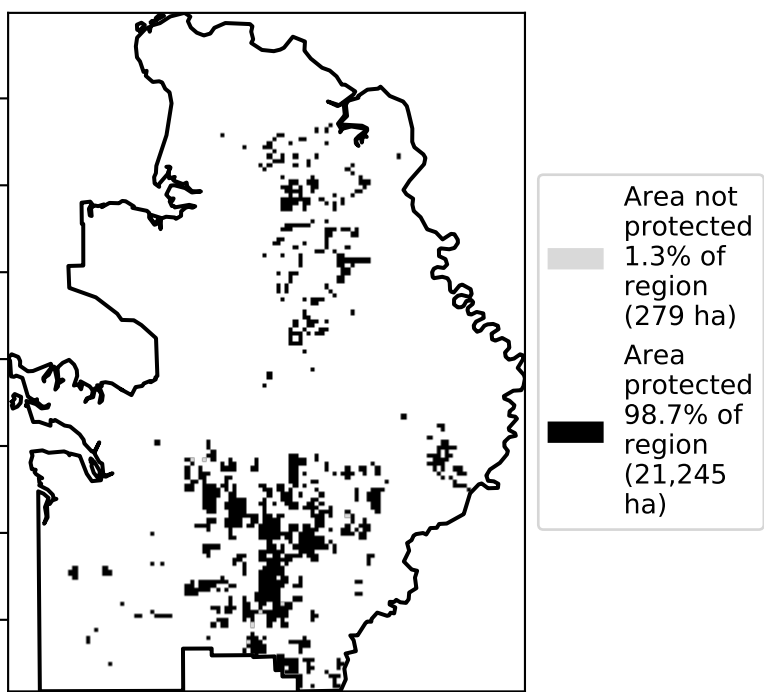 Area not
protected
1.3% of
region
(279 ha)
Area
protected
98.7% of
region
(21,245
ha)